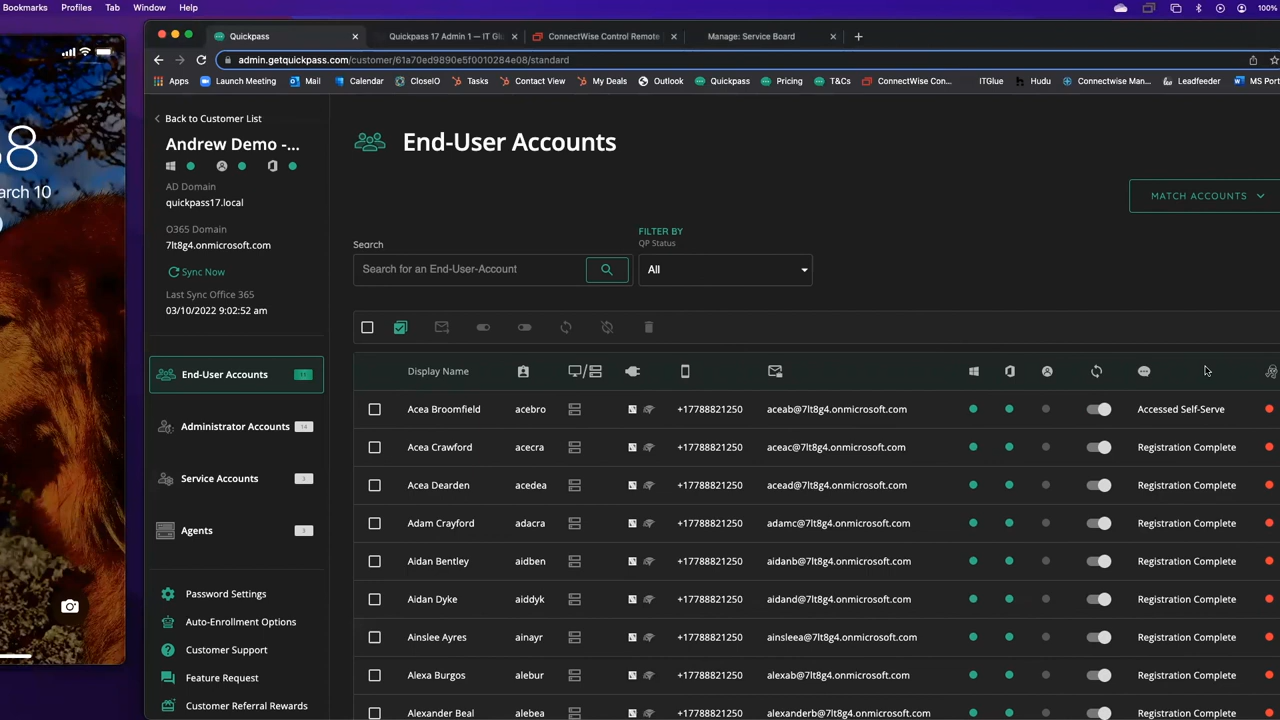 Bookmarks Profiles Tab Window Help 100%
Quickpass
Quickpass 17 Admin 1 — IT Gl
ConnectWise Control Remote
Manage: Service Board
admin.getquickpass.com/customer/61a70ed9890e5f0010284e08/standard
Apps Launch Meeting Mail Calendar CloseIO Tasks Contact View My Deals Outlook Quickpass Pricing T&Cs ConnectWise Con... ITGlue Hudu Connectwise Man... Leadfeeder MS Port
8
arch 10
Back to Customer List
Andrew Demo -...
AD Domain
quickpass17.local
O365 Domain
7lt8g4.onmicrosoft.com
Sync Now
Last Sync Office 365
03/10/2022 9:02:52 am
End-User Accounts
Administrator Accounts 14
Service Accounts 3
Agents 3
Password Settings
Auto-Enrollment Options
Customer Support
Feature Request
Customer Referral Rewards
End-User Accounts
MATCH ACCOUNTS
Search
Search for an End-User-Account
FILTER BY
QP Status
All
Display Name
Acea Broomfield acebro +17788821250 aceab@7lt8g4.onmicrosoft.com Accessed Self-Serve
Acea Crawford acecra +17788821250 aceac@7lt8g4.onmicrosoft.com Registration Complete
Acea Dearden acedea +17788821250 acead@7lt8g4.onmicrosoft.com Registration Complete
Adam Crayford adacra +17788821250 adamc@7lt8g4.onmicrosoft.com Registration Complete
Aidan Bentley aidben +17788821250 aidanb@7lt8g4.onmicrosoft.com Registration Complete
Aidan Dyke aiddyk +17788821250 aidand@7lt8g4.onmicrosoft.com Registration Complete
Ainslee Ayres ainayr +17788821250 ainsleea@7lt8g4.onmicrosoft.com Registration Complete
Alexa Burgos alebur +17788821250 alexab@7lt8g4.onmicrosoft.com Registration Complete
Alexander Beal alebea +17788821250 alexanderb@7lt8g4.onmicrosoft.com Registration Complete